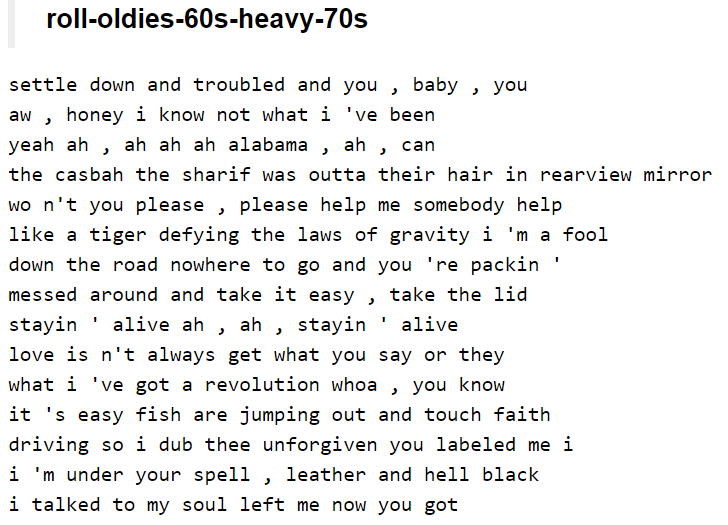 roll-oldies-60s-heavy-70s
settle down and troubled and you , baby , you
aw , honey i know not what i 've been
yeah ah , ah ah ah alabama , ah , can
the casbah the sharif was outta their hair in rearview mirror
wo n't you please , please help me somebody help
like a tiger defying the laws of gravity i 'm a fool
down the road nowhere to go and you 're packin '
messed around and take it easy , take the lid
stayin ' alive ah , ah , stayin ' alive
love is n't always get what you say or they
what i 've got a revolution whoa , you know
it 's easy fish are jumping out and touch faith
driving so i dub thee unforgiven you labeled me i
i 'm under your spell , leather and hell black
i talked to my soul left me now you got